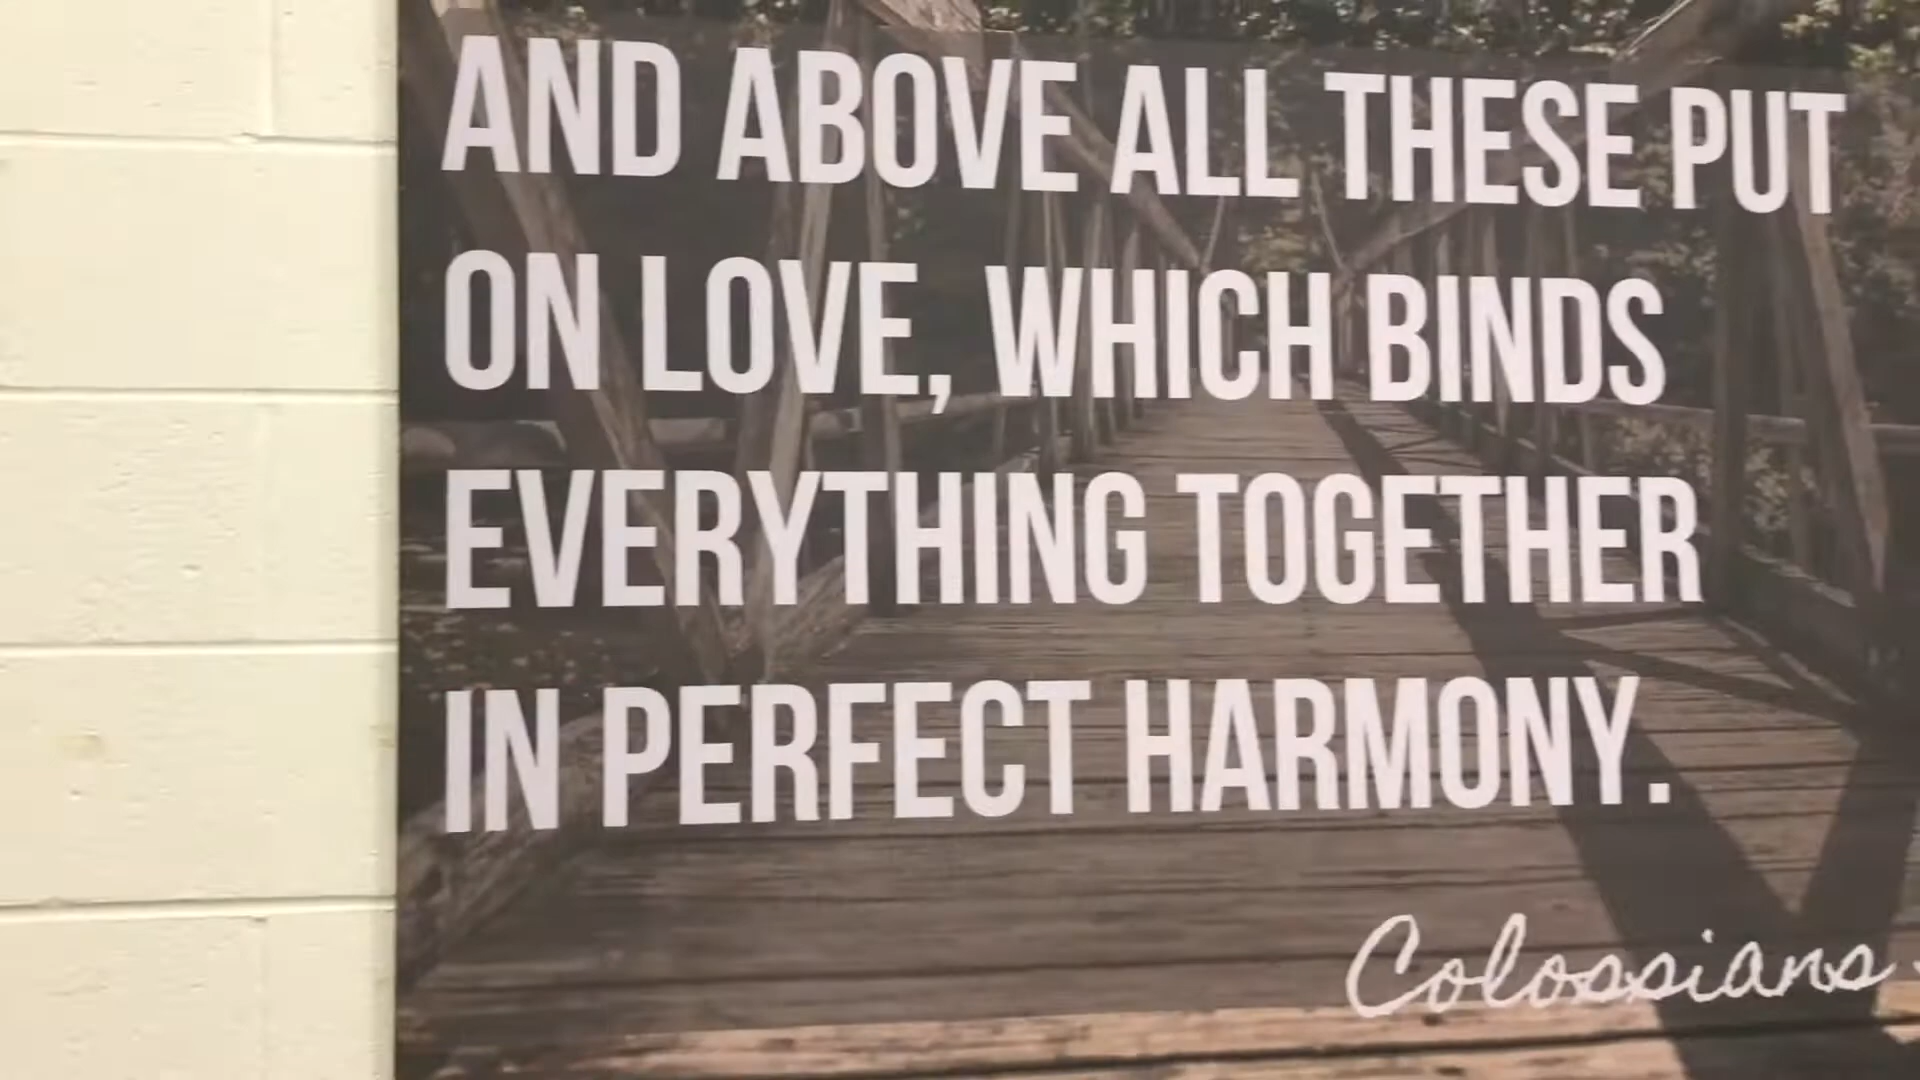 AND ABOVE ALL THESE PUT
ON LOVE, WHICH BINDS
EVERYTHING TOGETHER
IN PERFECT HARMONY.
Colossians